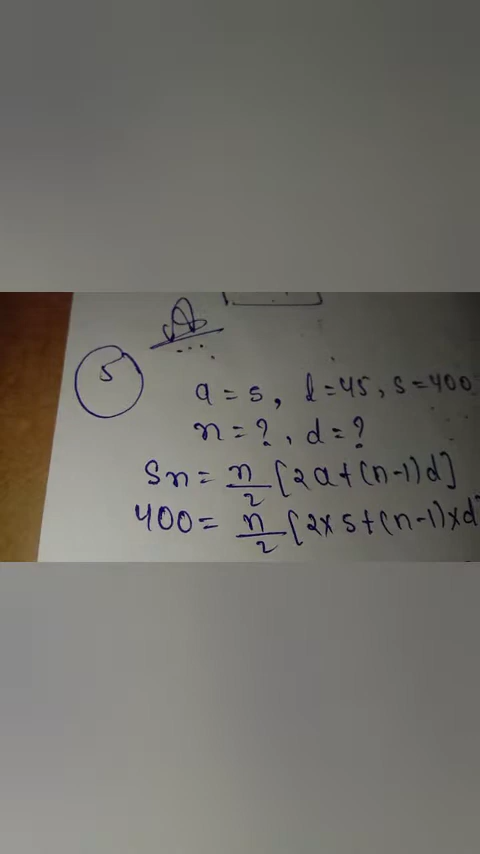 A
5
a = 5, l = 45, s = 400
n = ?, d = ?
Sn = n/2 [2a + (n-1)d]
400 = n/2 [2x5 + (n-1)xd]